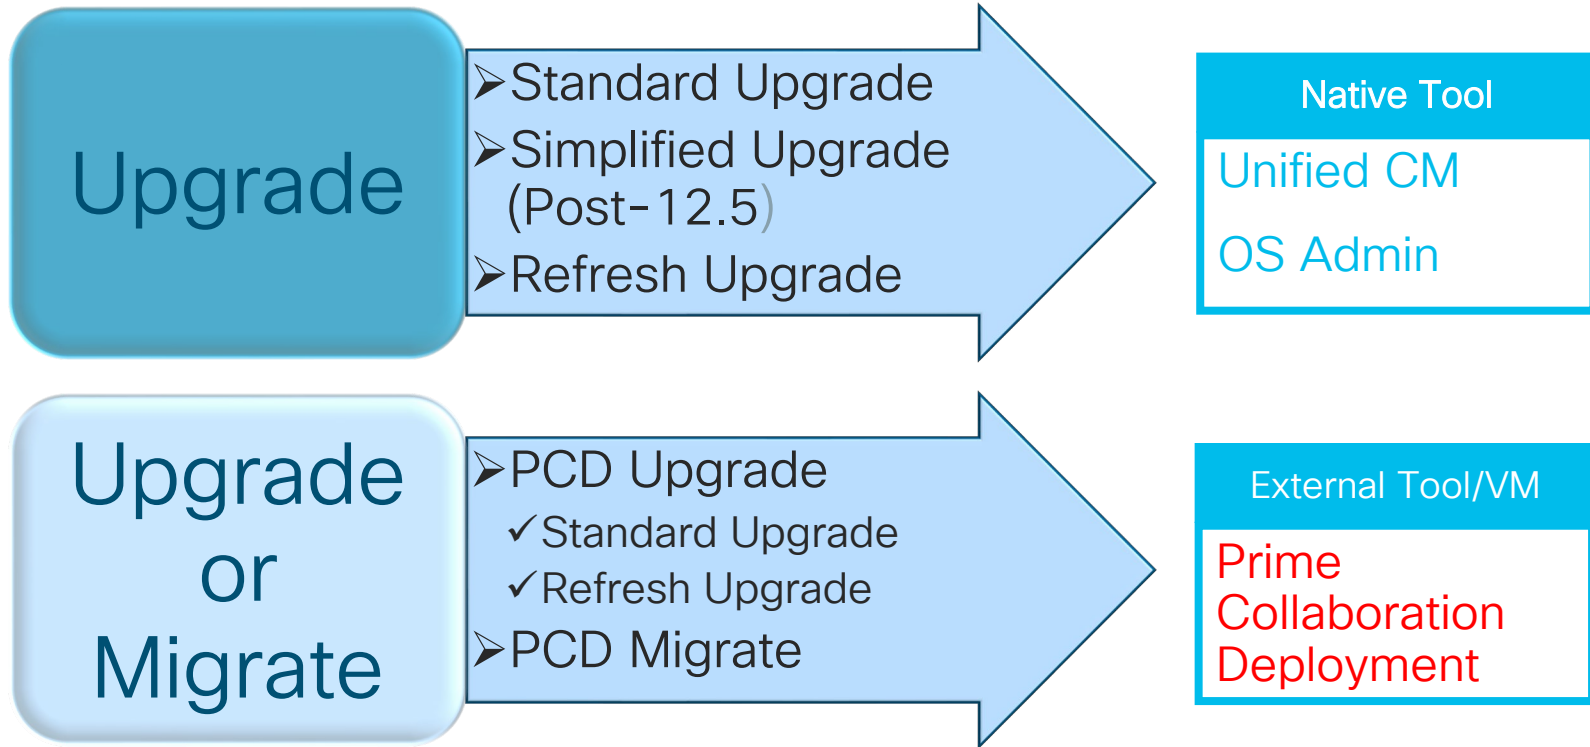 Upgrade
➢Standard Upgrade
➢Simplified Upgrade
(Post-12.5)
➢Refresh Upgrade
Native Tool
Unified CM
OS Admin
Upgrade
or
Migrate
➢PCD Upgrade
✓Standard Upgrade
✓Refresh Upgrade
➢PCD Migrate
External Tool/VM
Prime
Collaboration
Deployment